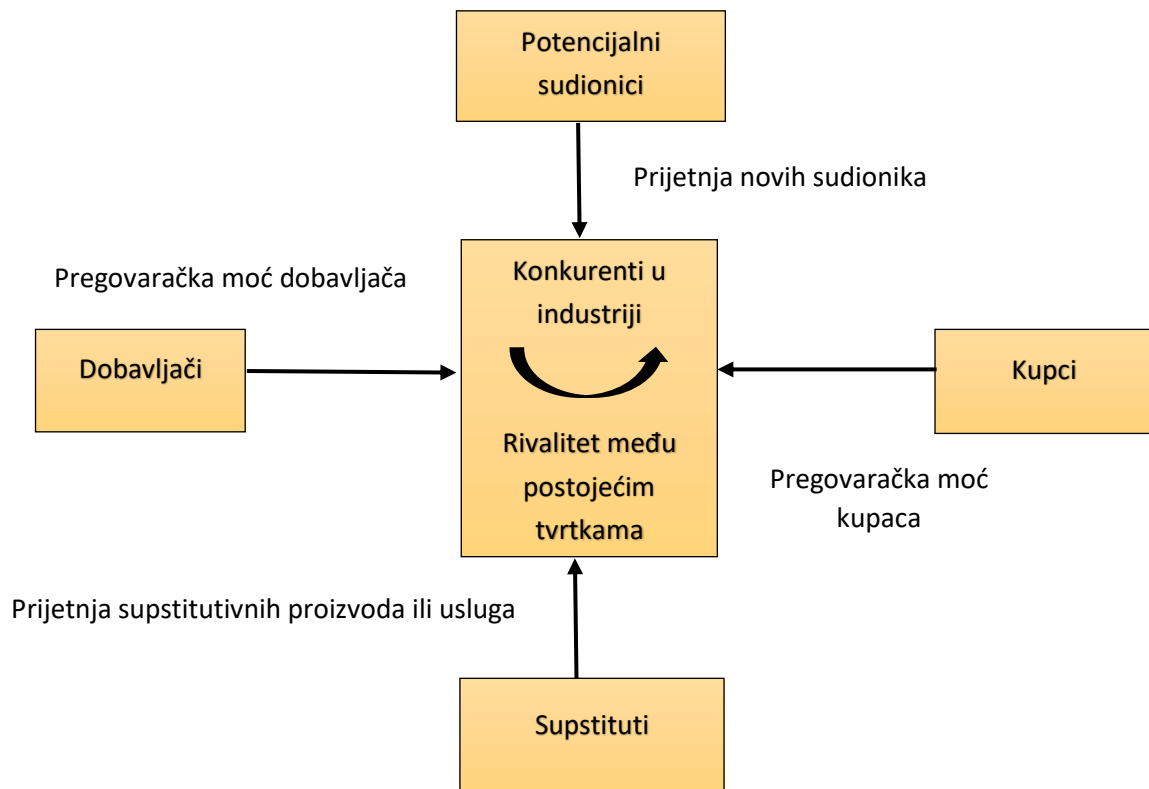 Potencijalni
sudionici
Prijetnja novih sudionika
Pregovaračka moć dobavljača
Konkurenti u
industriji
Dobavljači
Kupci
Rivalitet među
postojećim
tvrtkama
Pregovaračka moć
kupaca
Prijetnja supstitutivnih proizvoda ili usluga
Supstituti